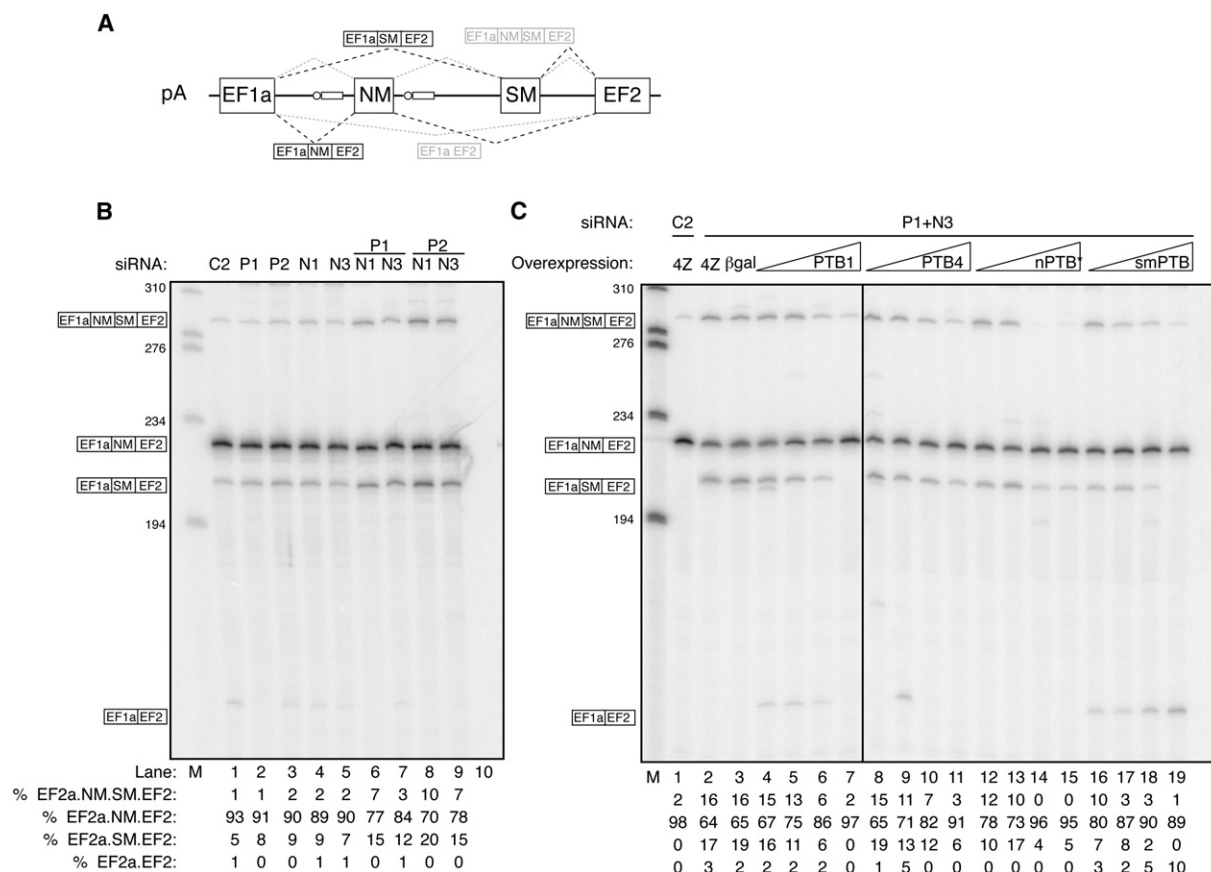 A
EF1a SM EF2
EF1a NM SM EF2
pA
EF1a
NM
SM
EF2
EF1a NM EF2
EF1a EF2
B
siRNA:
P1
P2
C2 P1 P2 N1 N3 N1 N3 N1 N3
310
EF1a NM SM EF2
276
234
EF1a NM EF2
EF1a SM EF2
194
EF1a EF2
Lane: M 1 2 3 4 5 6 7 8 9 10
% EF2a.NM.SM.EF2: 1 1 2 2 2 7 3 10 7
% EF2a.NM.EF2: 93 91 90 89 90 77 84 70 78
% EF2a.SM.EF2: 5 8 9 9 7 15 12 20 15
% EF2a.EF2: 1 0 0 1 1 0 1 0 0
C
siRNA: C2 P1+N3
Overexpression: 4Z 4Z βgal PTB1 PTB4 nPTB* smPTB
310
EF1a NM SM EF2
276
234
EF1a NM EF2
EF1a SM EF2
194
EF1a EF2
M 1 2 3 4 5 6 7 8 9 10 11 12 13 14 15 16 17 18 19
2 16 16 15 13 6 2 15 11 7 3 12 10 0 0 10 3 3 1
98 64 65 67 75 86 97 65 71 82 91 78 73 96 95 80 87 90 89
0 17 19 16 11 6 0 19 13 12 6 10 17 4 5 7 8 2 0
0 3 2 2 2 2 0 1 5 0 0 0 0 0 0 3 2 5 10